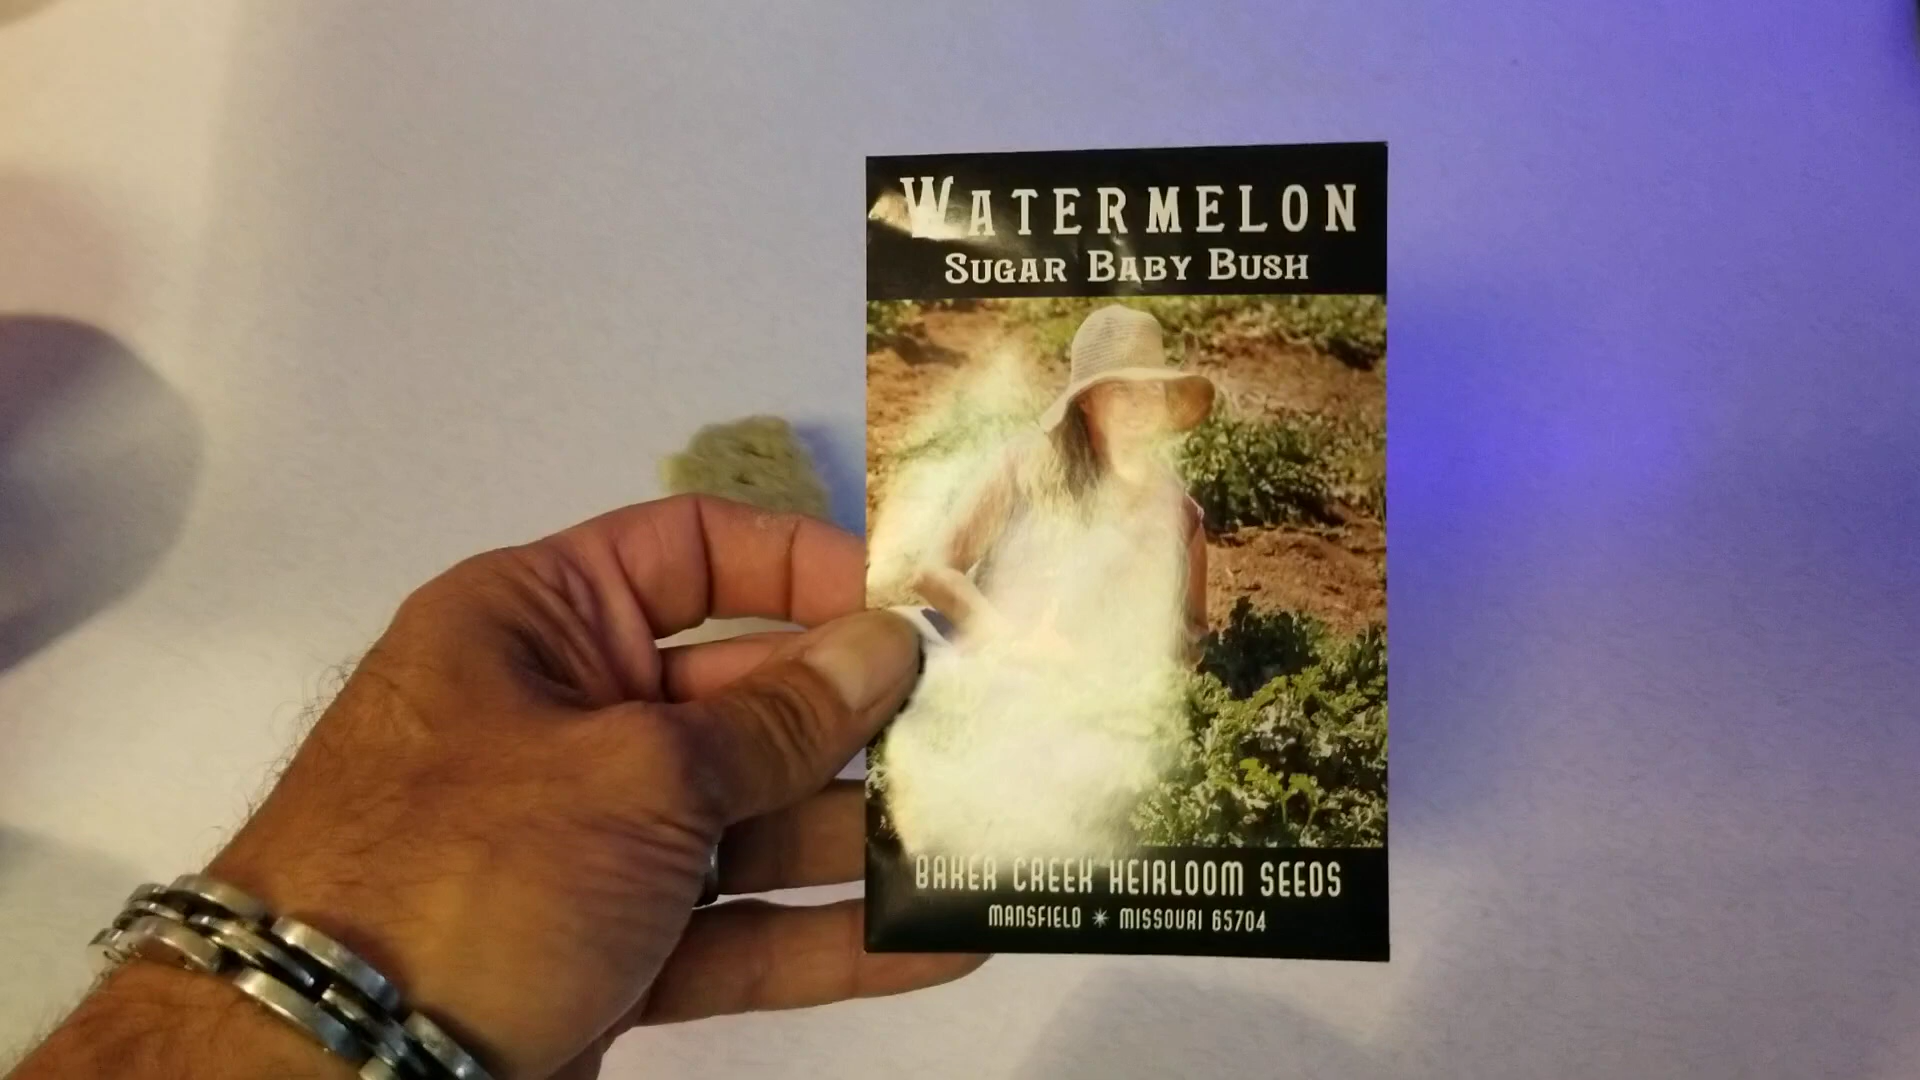 WATERMELON
SUGAR BABY BUSH
BAKER CREEK HEIRLOOM SEEDS
MANSFIELD * MISSOURI 65704